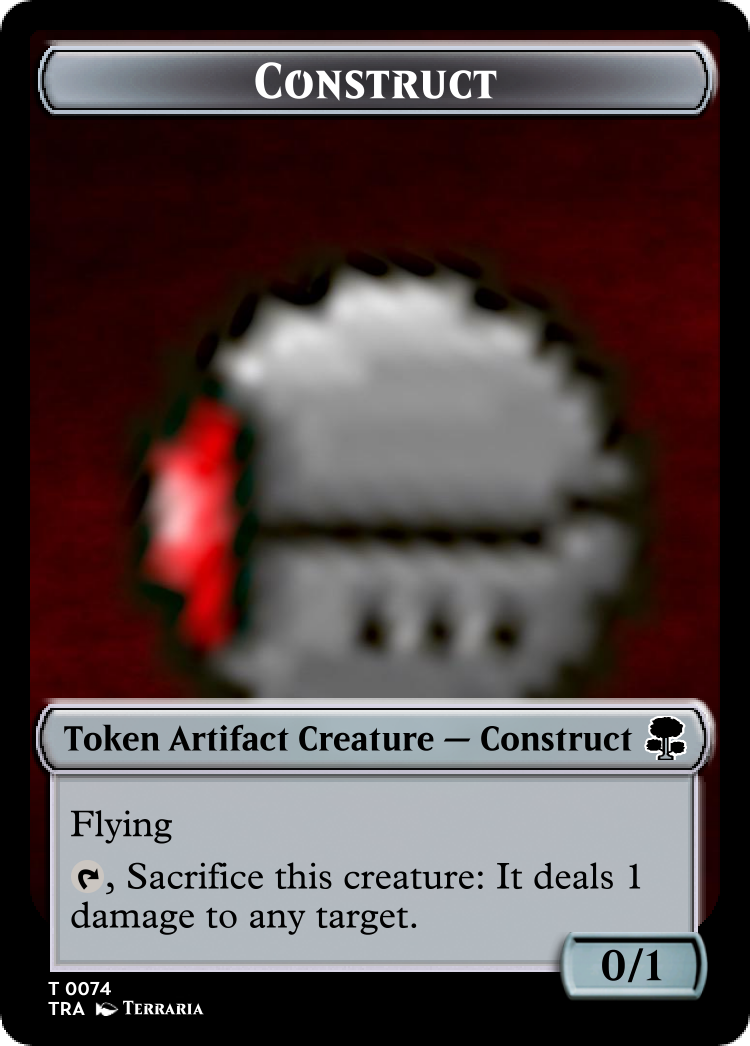 Construct
Token Artifact Creature — Construct
Flying
, Sacrifice this creature: It deals 1
damage to any target.
0/1
T 0074
TRA Terraria